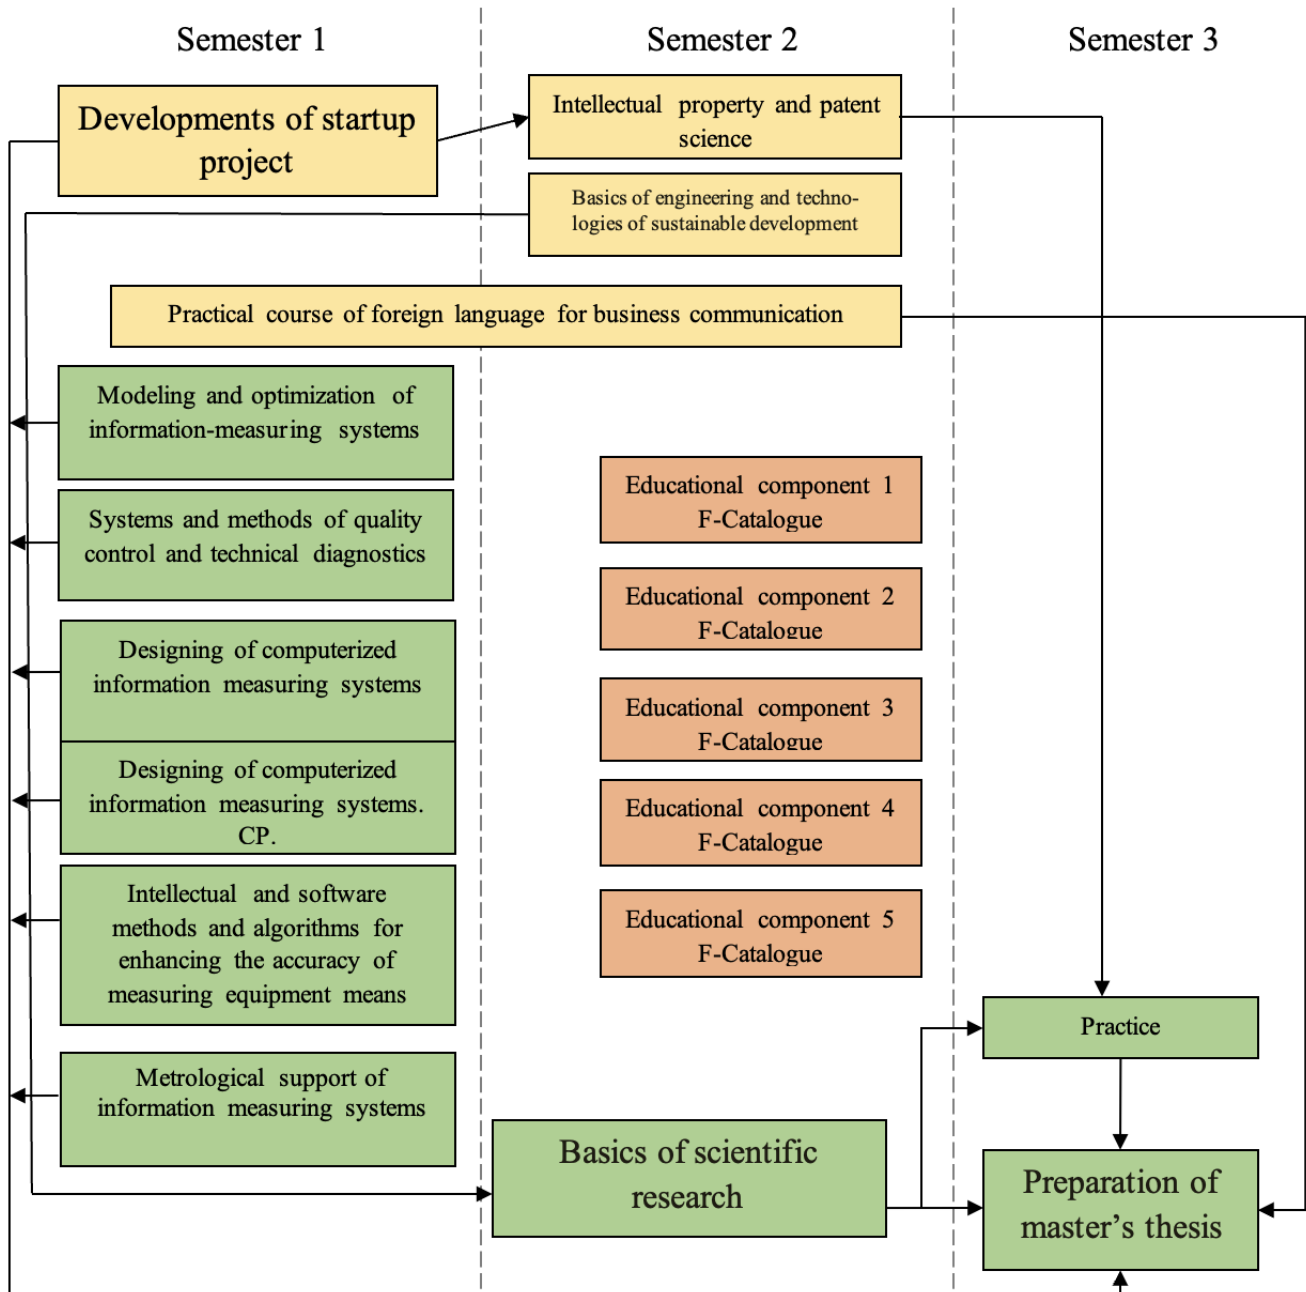 Semester 1
Semester 2
Semester 3
Developments of startup
project
Intellectual property and patent
science
Basics of engineering and techno-
logies of sustainable development
Practical course of foreign language for business communication
Modeling and optimization of
information-measuring systems
Systems and methods of quality
control and technical diagnostics
Designing of computerized
information measuring systems
Designing of computerized
information measuring systems.
CP.
Intellectual and software
methods and algorithms for
enhancing the accuracy of
measuring equipment means
Metrological support of
information measuring systems
Educational component 1
F-Catalogue
Educational component 2
F-Catalogue
Educational component 3
F-Catalogue
Educational component 4
F-Catalogue
Educational component 5
F-Catalogue
Basics of scientific
research
Practice
Preparation of
master’s thesis